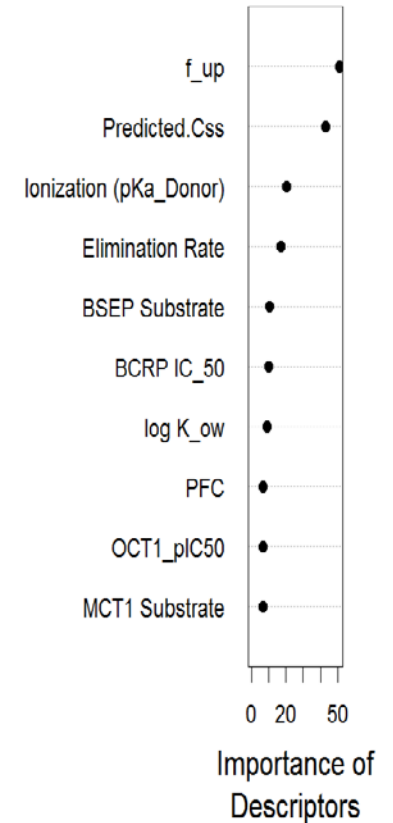 f_up
Predicted.Css
Ionization (pKa_Donor)
Elimination Rate
BSEP Substrate
BCRP IC_50
log K_ow
PFC
OCT1_pIC50
MCT1 Substrate
0 20 50
Importance of
Descriptors